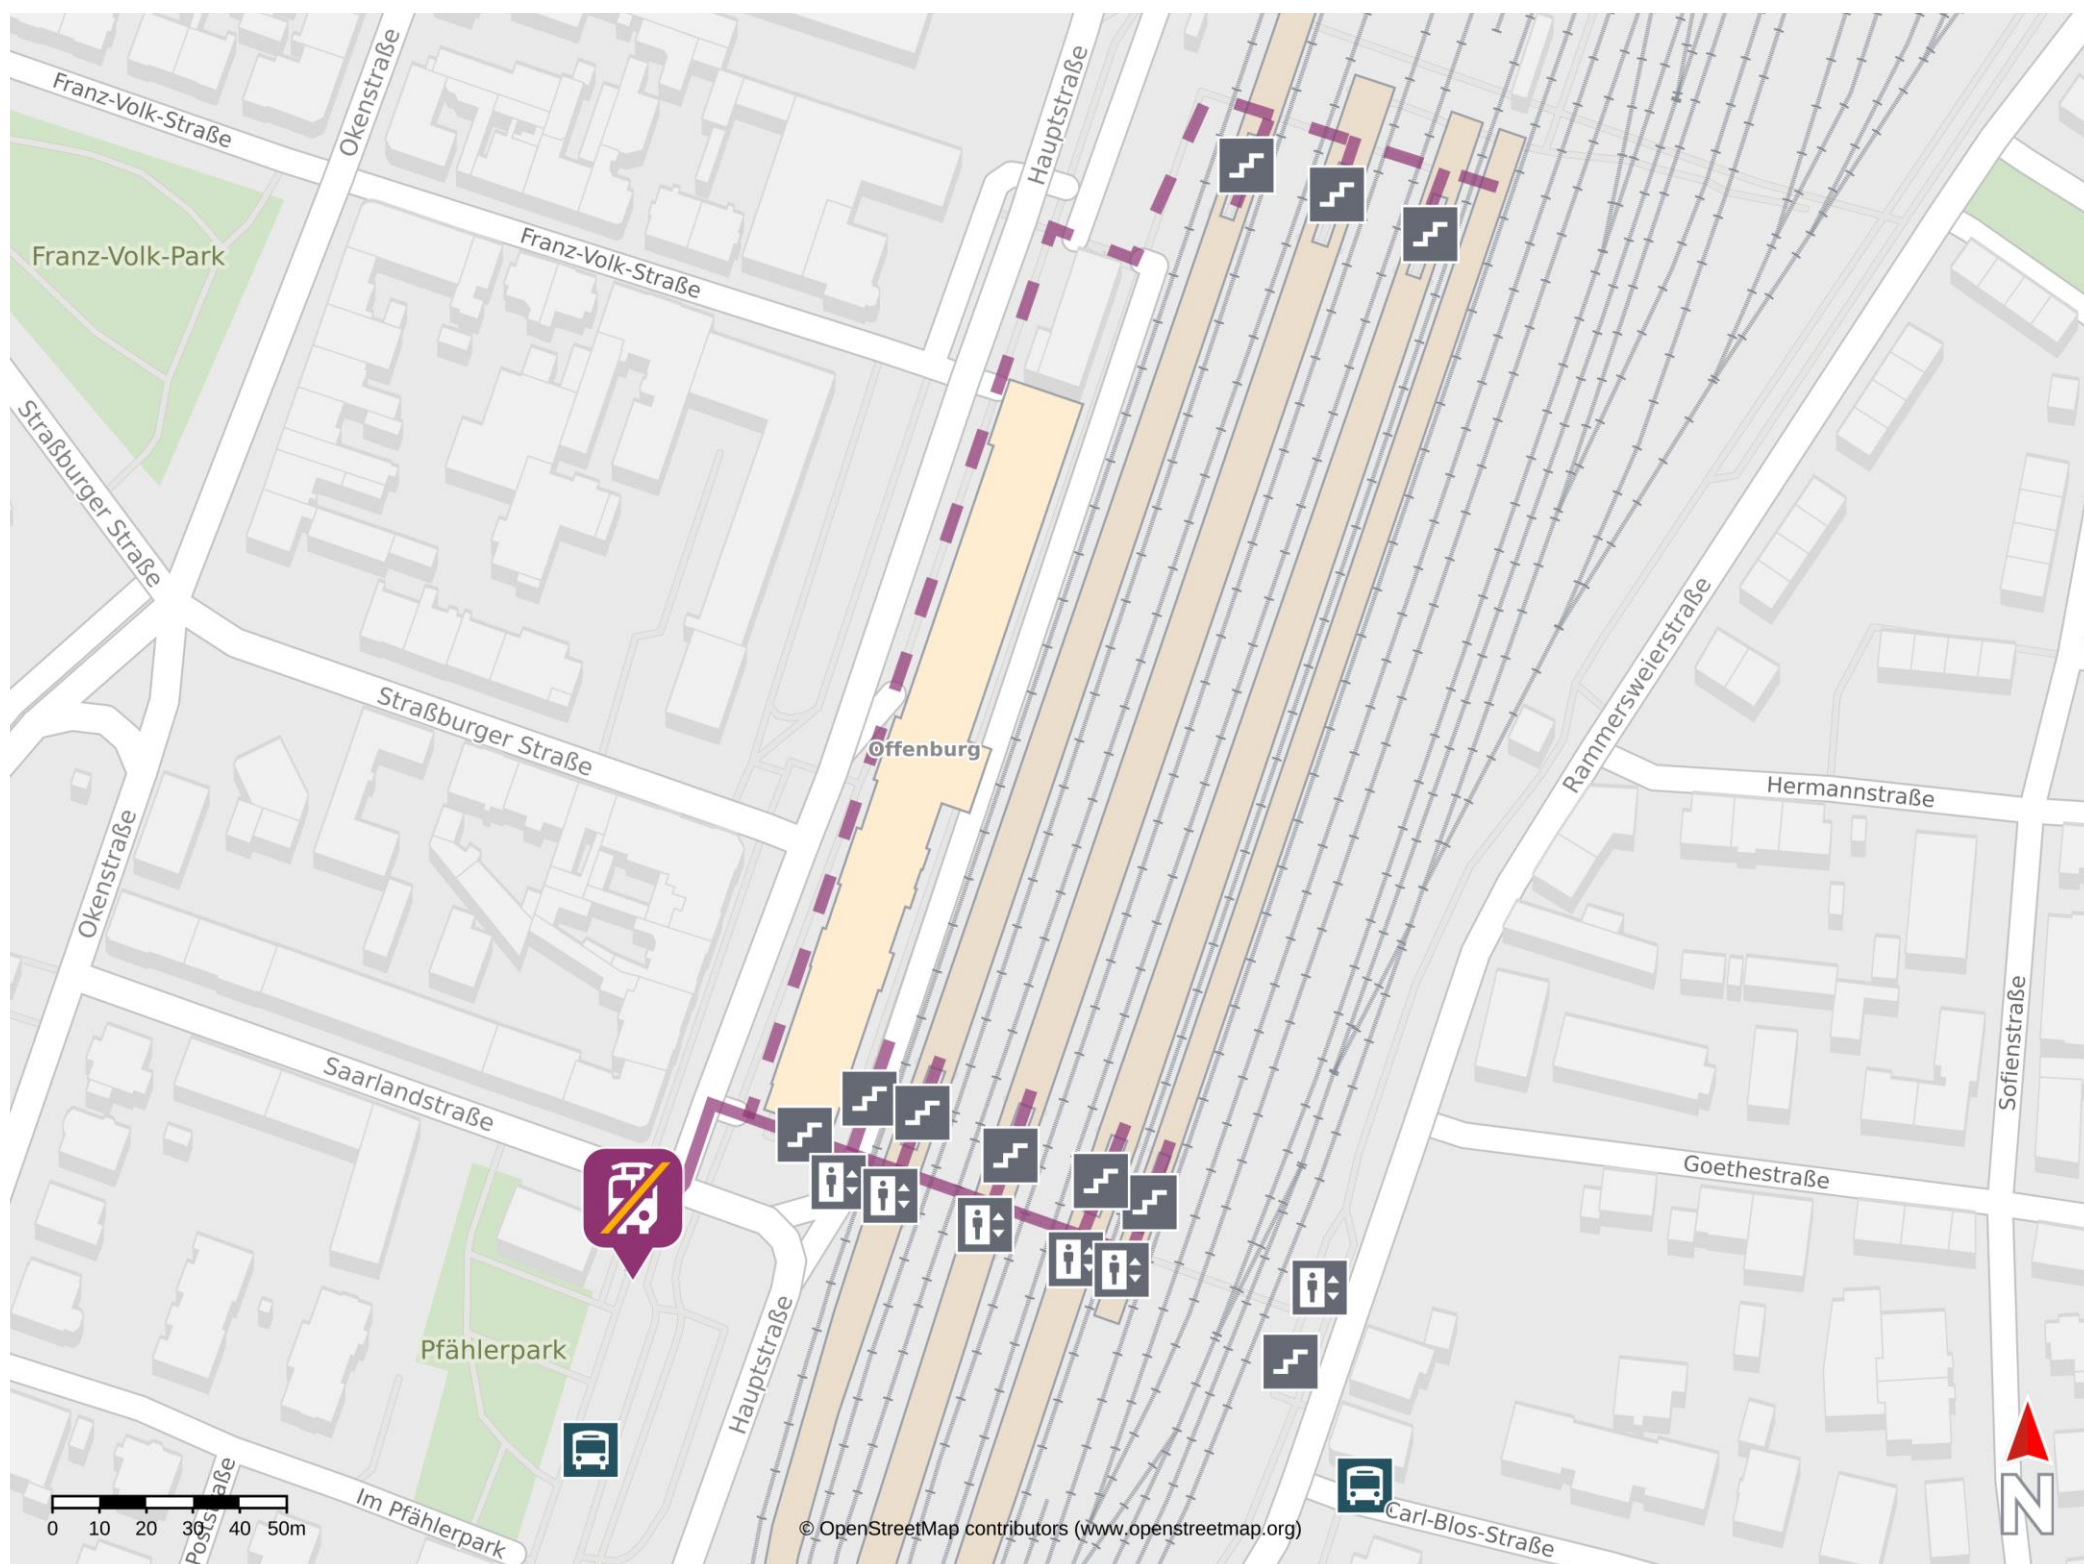 Hauptstraße
Okenstraße
Franz-Volk-Straße
Franz-Volk-Park
Franz-Volk-Straße
Straßburger Straße
Rammersweierstraße
Straßburger Straße
Offenburg
Hermannstraße
Okenstraße
Sofienstraße
Saarlandstraße
Goethestraße
Pfählerpark
Hauptstraße
Poststraße
Im Pfählerpark
0 10 20 30 40 50m
© OpenStreetMap contributors (www.openstreetmap.org)
Carl-Blos-Straße
N